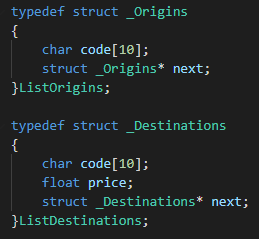 typedef struct _Origins
{
    char code[10];
    struct _Origins* next;
}ListOrigins;

typedef struct _Destinations
{
    char code[10];
    float price;
    struct _Destinations* next;
}ListDestinations;